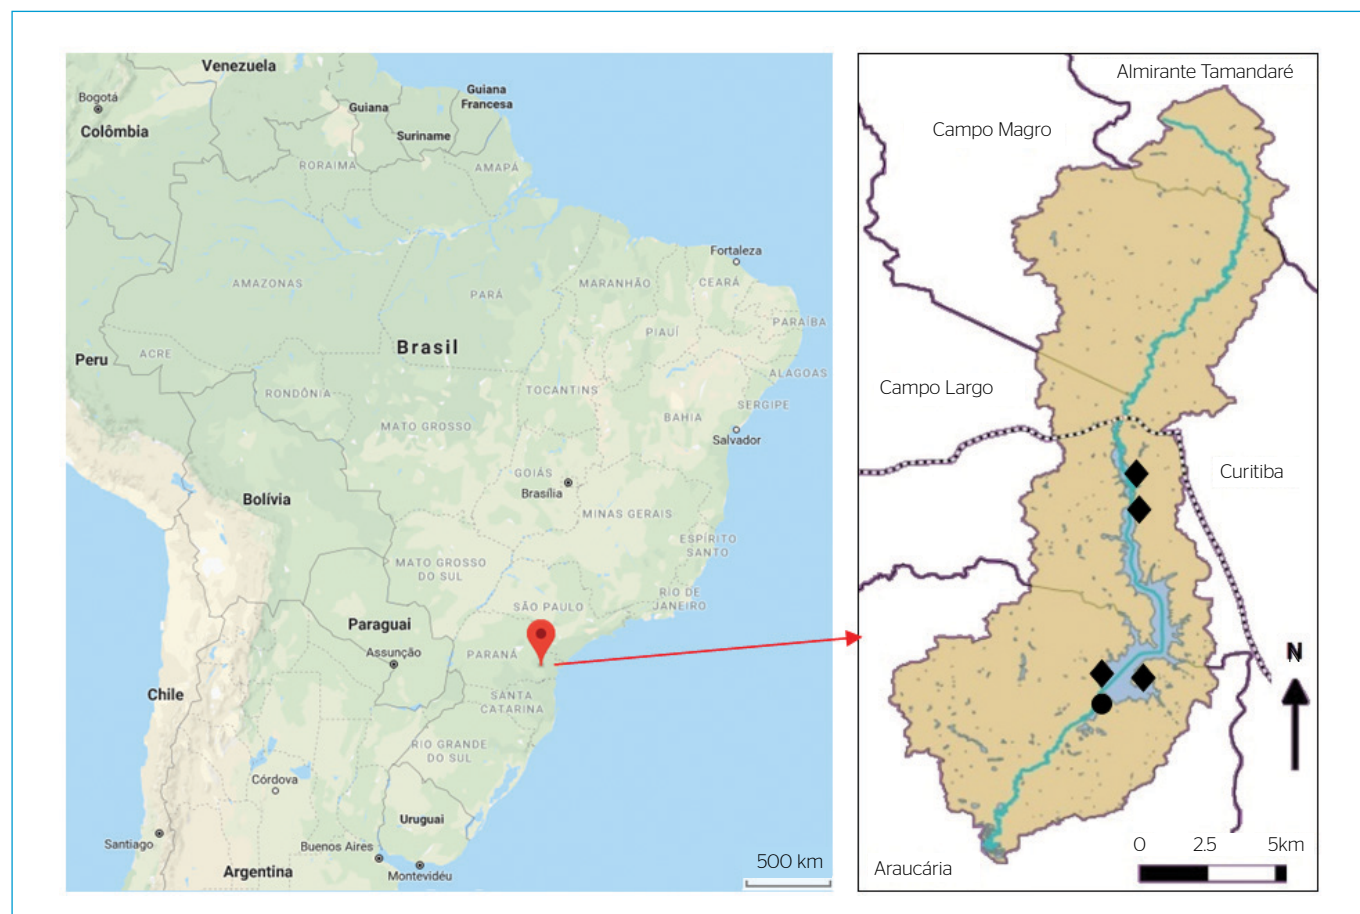 Venezuela
Bogotá
Colômbia
Guiana
Guiana
Francesa
Suriname
RORAIMA
AMAPÁ
Fortaleza
AMAZONAS
PARÁ
MARANHÃO
CEARÁ
PARAÍBA
PIAUÍ
Brasil
Peru
ACRE
ALAGOAS
RONDÔNIA
TOCANTINS
SERGIPE
BAHIA
MATO GROSSO
Salvador
GOIÁS
Brasília
Bolívia
MINAS GERAIS
ESPÍRITO
SANTO
MATO GROSSO
DO SUL
RIO DE
JANEIRO
SÃO PAULO
Paraguai
Assunção
PARANÁ
Chile
SANTA
CATARINA
RIO GRANDE
DO SUL
Córdova
Uruguai
Santiago
Buenos Aires
Montevidéu
Argentina
500 km
Almirante Tamandaré
Campo Magro
Campo Largo
Curitiba
N
0 2.5 5km
Araucária